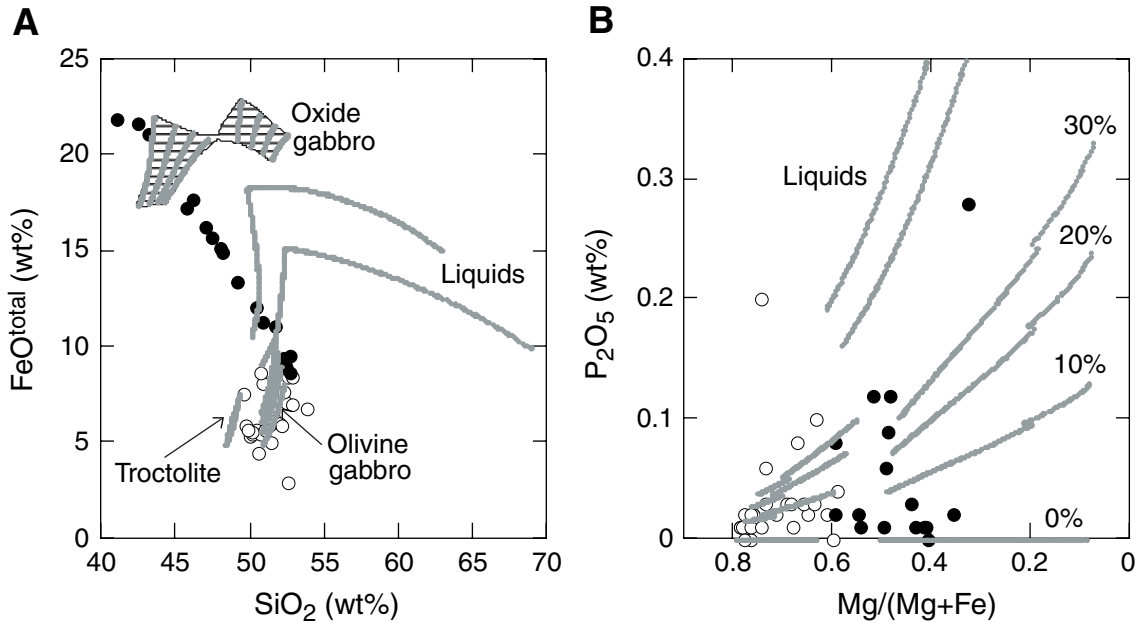 A
25
20
15
10
5
0
40
45
50
55
60
65
70
FeOtotal (wt%)
SiO2 (wt%)
Oxide
gabbro
Liquids
Troctolite
Olivine
gabbro
B
0.4
0.3
0.2
0.1
0
0.8
0.6
0.4
0.2
0
P2O5 (wt%)
Mg/(Mg+Fe)
Liquids
30%
20%
10%
0%